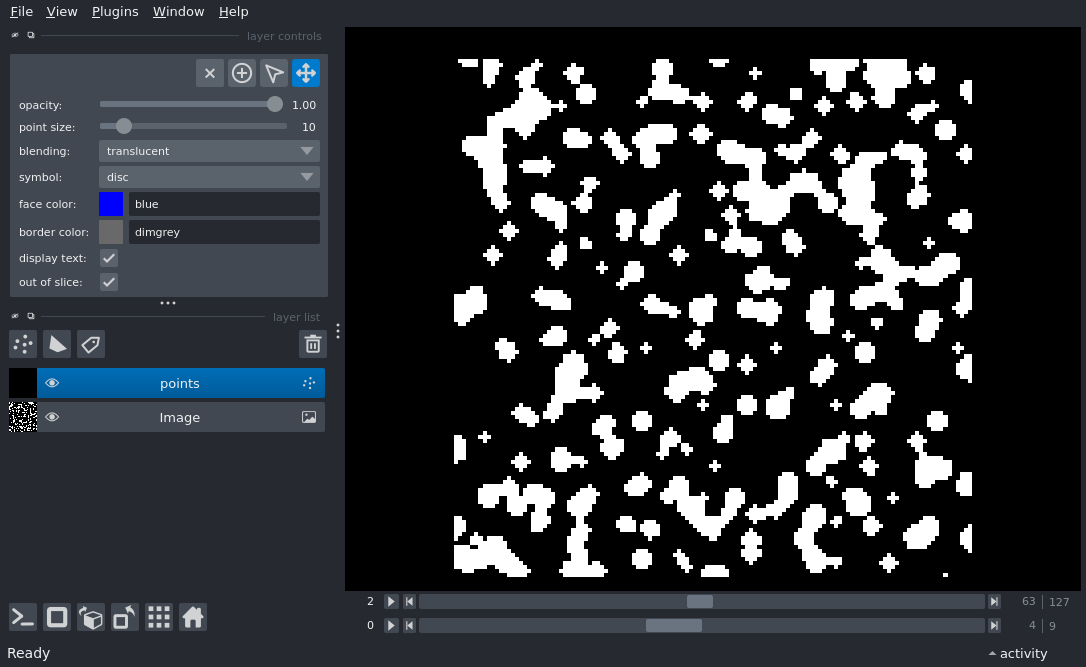 File View Plugins Window Help
layer controls
opacity: 1.00
point size: 10
blending: translucent
symbol: disc
face color: blue
border color: dimgrey
display text:
out of slice:
layer list
points
Image
2 63 127
0 4 9
Ready activity